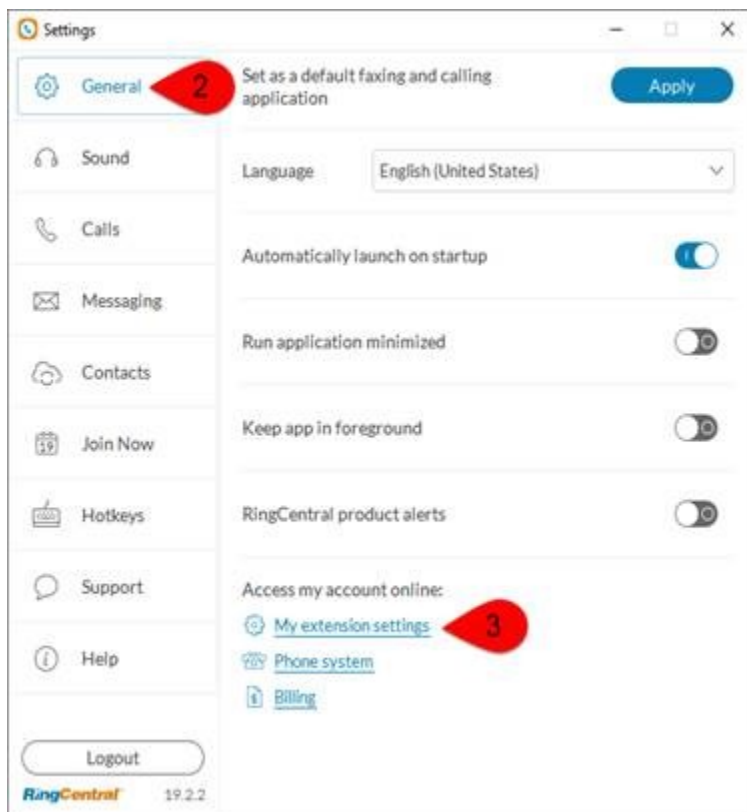 Settings
General
2
Set as a default faxing and calling
application
Apply
Sound
Language
English (United States)
Calls
Automatically launch on startup
Messaging
Run application minimized
Contacts
Keep app in foreground
19
Join Now
Hotkeys
RingCentral product alerts
Support
Access my account online:
My extension settings
3
Help
Phone system
$ Billing
Logout
RingCentral 19.2.2